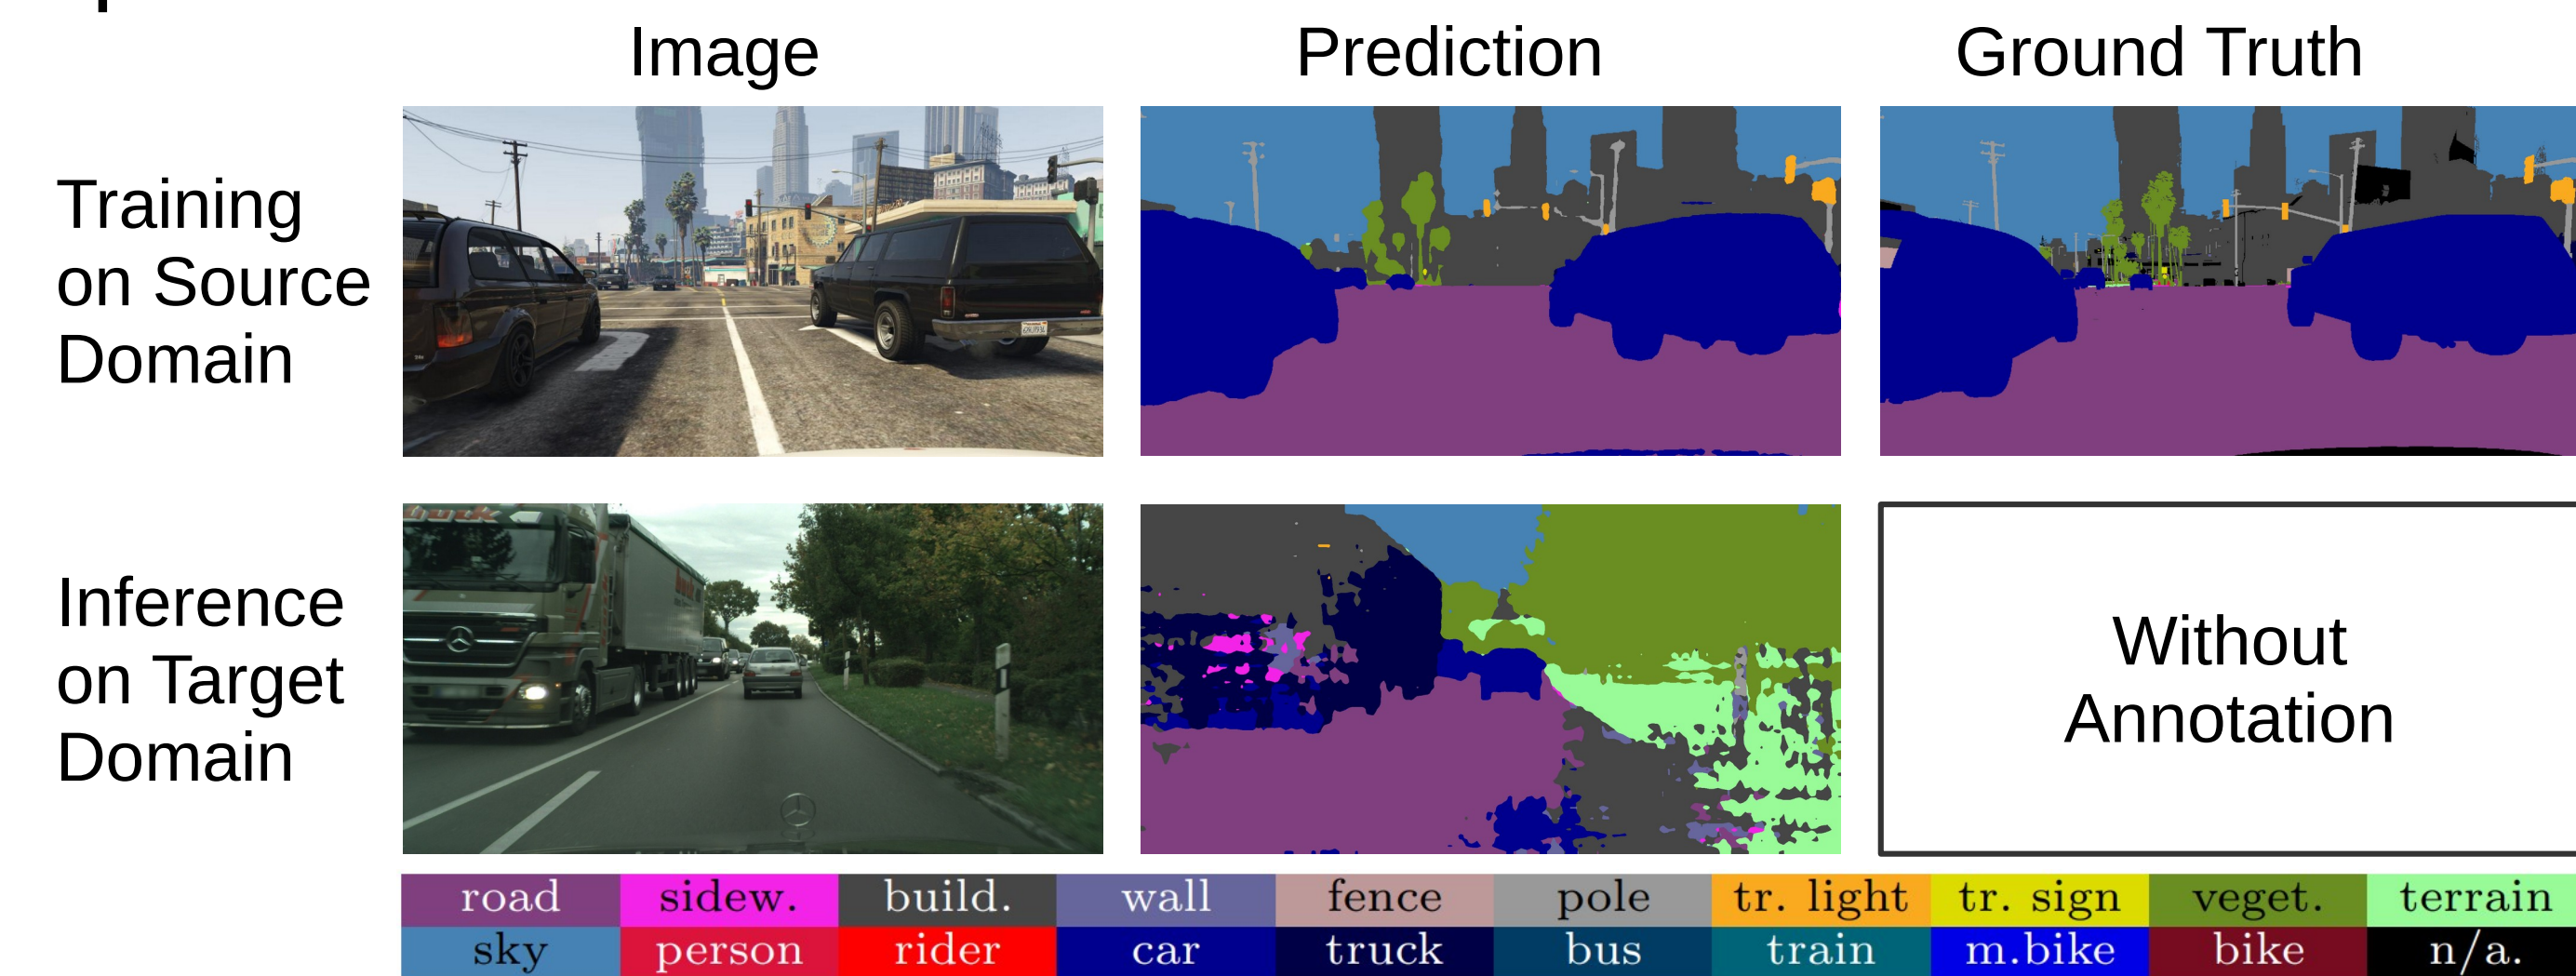 Image
Prediction
Ground Truth
Training
on Source
Domain
Inference
on Target
Domain
Without
Annotation
road sidew. build. wall fence pole tr. light tr. sign veget. terrain
sky person rider car truck bus train m.bike bike n/a.